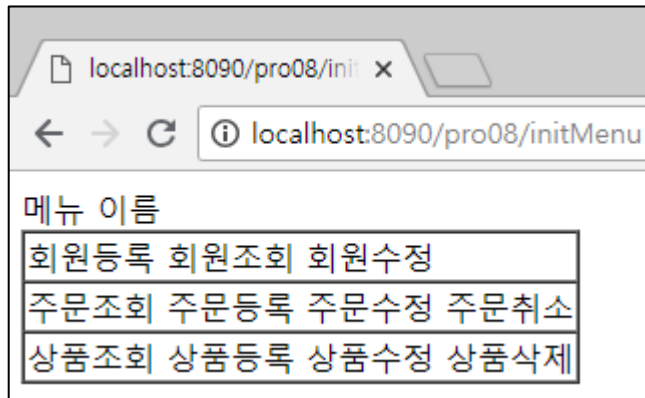 localhost:8090/pro08/init
localhost:8090/pro08/initMenu
메뉴 이름
회원등록 회원조회 회원수정
주문조회 주문등록 주문수정 주문취소
상품조회 상품등록 상품수정 상품삭제